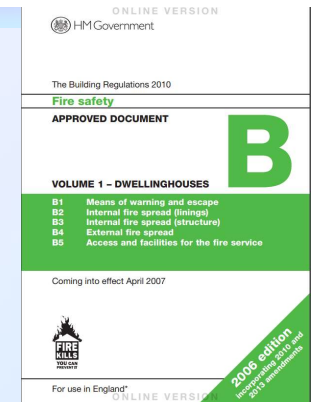 ONLINE VERSION
HM Government
The Building Regulations 2010
Fire safety
APPROVED DOCUMENT
B
VOLUME 1 – DWELLINGHOUSES
B1 Means of warning and escape
B2 Internal fire spread (linings)
B3 Internal fire spread (structure)
B4 External fire spread
B5 Access and facilities for the fire service
Coming into effect April 2007
FIRE
KILLS
YOU CAN
PREVENT IT
2006 edition
incorporating 2010 and
2013 amendments
For use in England*
ONLINE VERSION